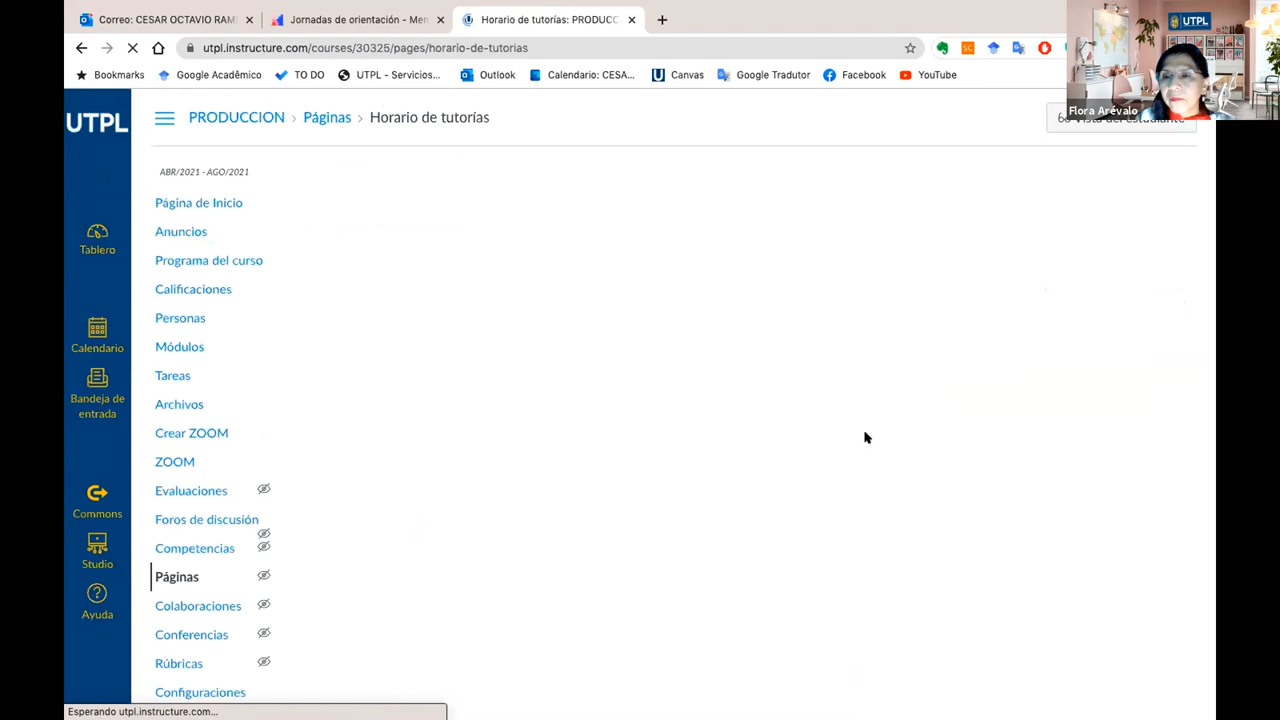 Correo: CESAR OCTAVIO RAM
Jornadas de orientación - Men
Horario de tutorías: PRODUCC
utpl.instructure.com/courses/30325/pages/horario-de-tutorias
Bookmarks
Google Académico
TO DO
UTPL - Servicios...
Outlook
Calendario: CESA...
Canvas
Google Tradutor
Facebook
YouTube
UTPL
Flora Arévalo
UTPL
PRODUCCION > Páginas > Horario de tutorías
Vista del estudiante
ABR/2021 - AGO/2021
Página de Inicio
Anuncios
Programa del curso
Calificaciones
Personas
Módulos
Tareas
Archivos
Crear ZOOM
ZOOM
Evaluaciones
Foros de discusión
Competencias
Páginas
Colaboraciones
Conferencias
Rúbricas
Configuraciones
Tablero
Calendario
Bandeja de
entrada
Commons
Studio
Ayuda
Esperando utpl.instructure.com...